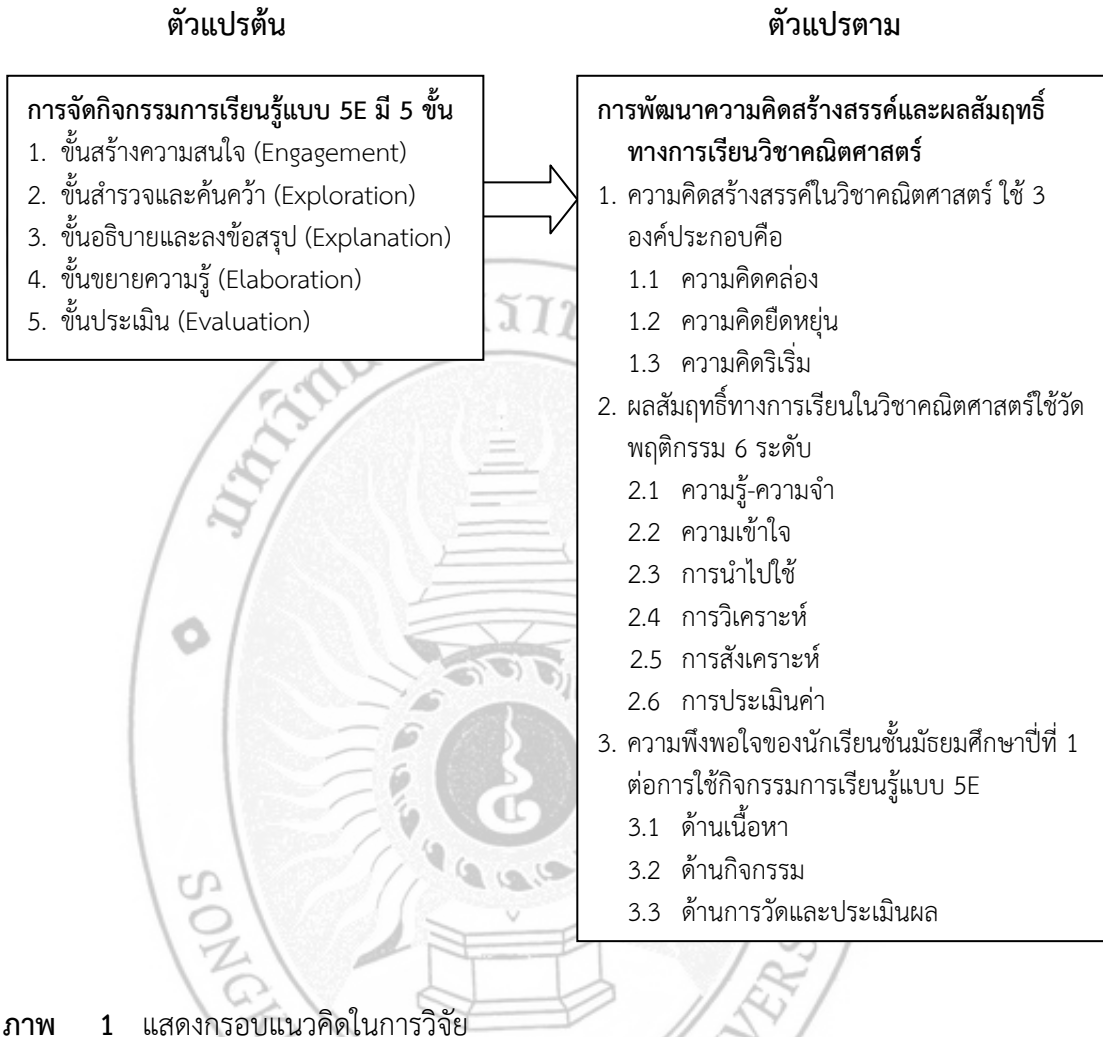 ตัวแปรต้น
ตัวแปรตาม
การจัดกิจกรรมการเรียนรู้แบบ 5E มี 5 ขั้น
1. ขั้นสร้างความสนใจ (Engagement)
2. ขั้นสำรวจและค้นคว้า (Exploration)
3. ขั้นอธิบายและลงข้อสรุป (Explanation)
4. ขั้นขยายความรู้ (Elaboration)
5. ขั้นประเมิน (Evaluation)
การพัฒนาความคิดสร้างสรรค์และผลสัมฤทธิ์
ทางการเรียนวิชาคณิตศาสตร์
1. ความคิดสร้างสรรค์ในวิชาคณิตศาสตร์ ใช้ 3
องค์ประกอบคือ
1.1 ความคิดคล่อง
1.2 ความคิดยืดหยุ่น
1.3 ความคิดริเริ่ม
2. ผลสัมฤทธิ์ทางการเรียนในวิชาคณิตศาสตร์ใช้วัด
พฤติกรรม 6 ระดับ
2.1 ความรู้-ความจำ
2.2 ความเข้าใจ
2.3 การนำไปใช้
2.4 การวิเคราะห์
2.5 การสังเคราะห์
2.6 การประเมินค่า
3. ความพึงพอใจของนักเรียนชั้นมัธยมศึกษาปีที่ 1
ต่อการใช้กิจกรรมการเรียนรู้แบบ 5E
3.1 ด้านเนื้อหา
3.2 ด้านกิจกรรม
3.3 ด้านการวัดและประเมินผล
ภาพ 1 แสดงกรอบแนวคิดในการวิจัย